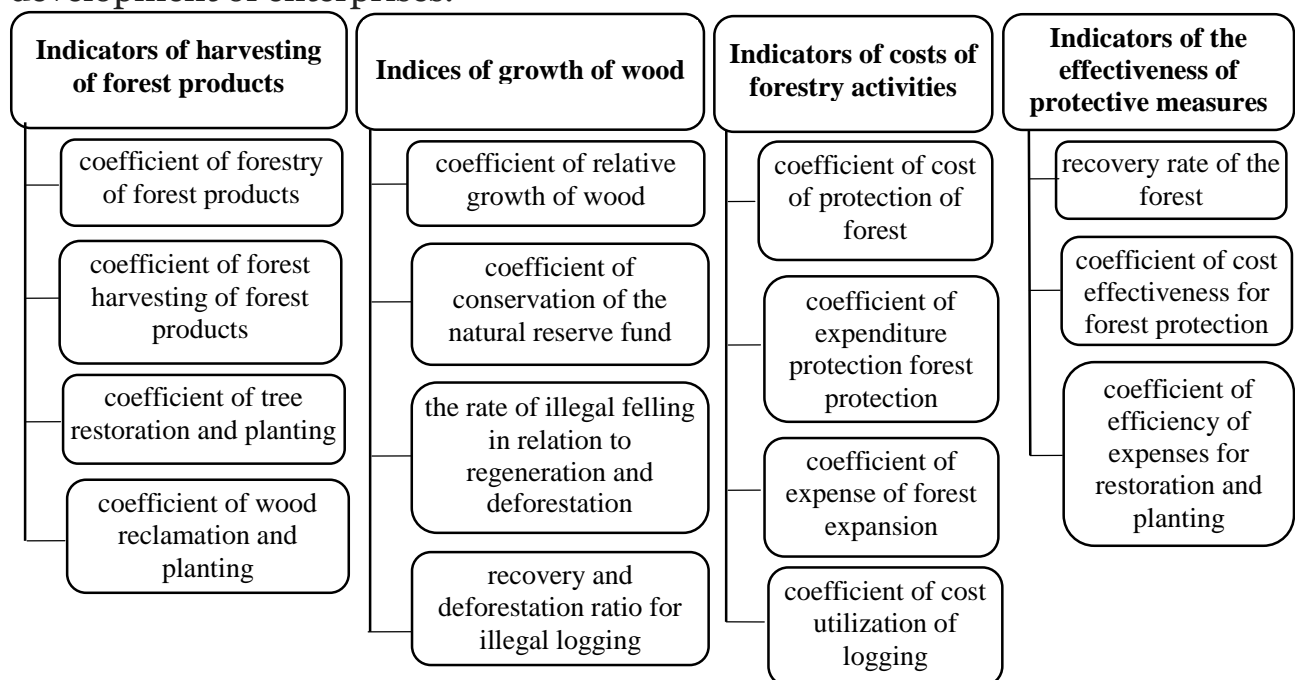 development of enterprises.
Indicators of harvesting
of forest products
coefficient of forestry
of forest products
coefficient of forest
harvesting of forest
products
coefficient of tree
restoration and planting
coefficient of wood
reclamation and
planting
Indices of growth of wood
coefficient of relative
growth of wood
coefficient of
conservation of the
natural reserve fund
the rate of illegal felling
in relation to
regeneration and
deforestation
recovery and
deforestation ratio for
illegal logging
Indicators of costs of
forestry activities
coefficient of cost
of protection of
forest
coefficient of
expenditure
protection forest
protection
coefficient of
expense of forest
expansion
coefficient of cost
utilization of
logging
Indicators of the
effectiveness of
protective measures
recovery rate of the
forest
coefficient of cost
effectiveness for
forest protection
coefficient of
efficiency of
expenses for
restoration and
planting